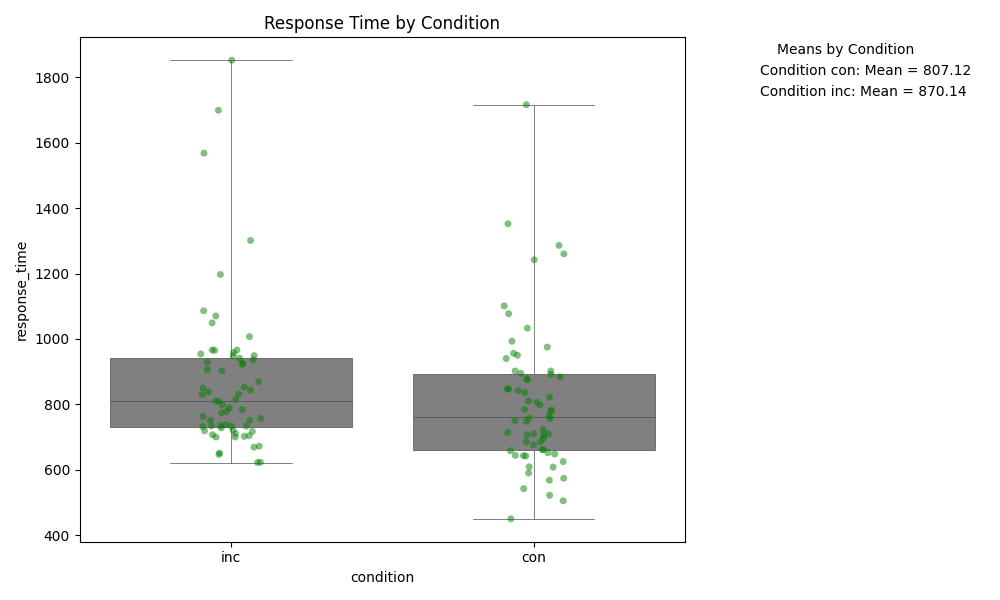 Response Time by Condition
Means by Condition
Condition con: Mean = 807.12
Condition inc: Mean = 870.14
response_time
1800
1600
1400
1200
1000
800
600
400
inc
con
condition